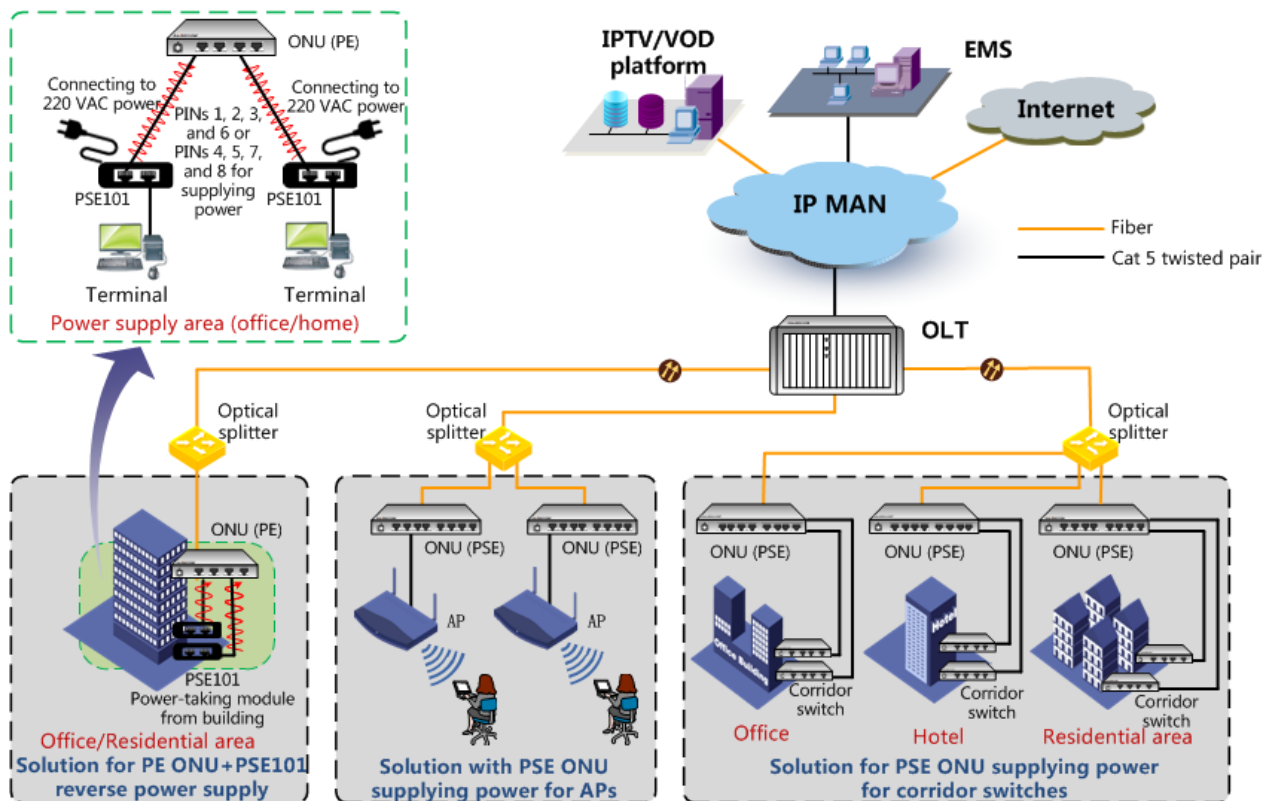 ONU (PE)
Connecting to
220 VAC power
Connecting to
220 VAC power
PINs 1, 2, 3,
and 6 or
PINs 4, 5, 7,
and 8 for
supplying
power
PSE101
PSE101
Terminal
Terminal
Power supply area (office/home)
IPTV/VOD
platform
EMS
Internet
IP MAN
Fiber
Cat 5 twisted pair
OLT
Optical
splitter
Optical
splitter
Optical
splitter
ONU (PE)
PSE101
Power-taking module
from building
Office/Residential area
Solution for PE ONU+PSE101
reverse power supply
ONU (PSE)
ONU (PSE)
AP
AP
Solution with PSE ONU
supplying power for APs
ONU (PSE)
ONU (PSE)
ONU (PSE)
Office Building
Hotel
Corridor
switch
Corridor
switch
Corridor
switch
Office
Hotel
Residential area
Solution for PSE ONU supplying power
for corridor switches